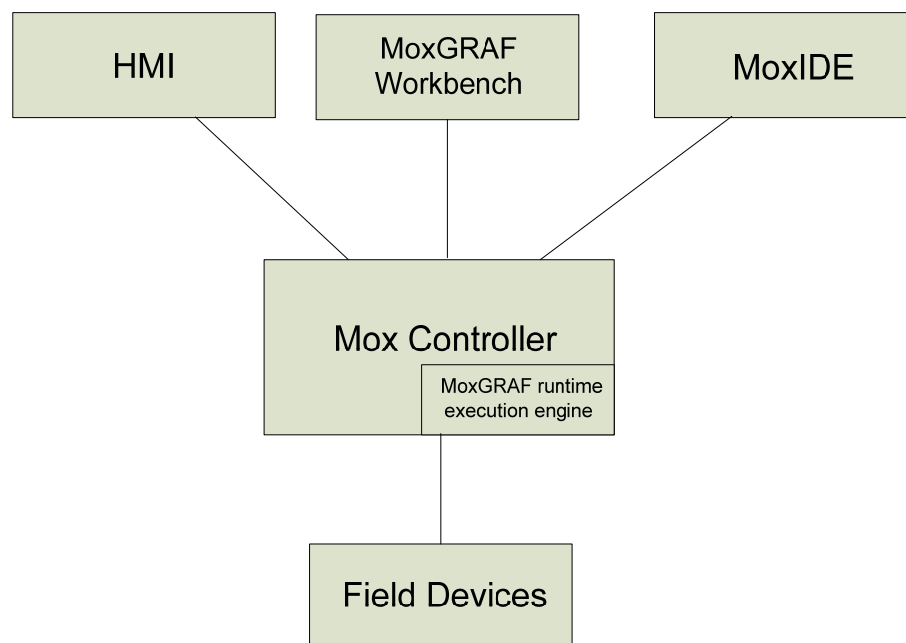 HMI
MoxGRAF
Workbench
MoxIDE
Mox Controller
MoxGRAF runtime
execution engine
Field Devices